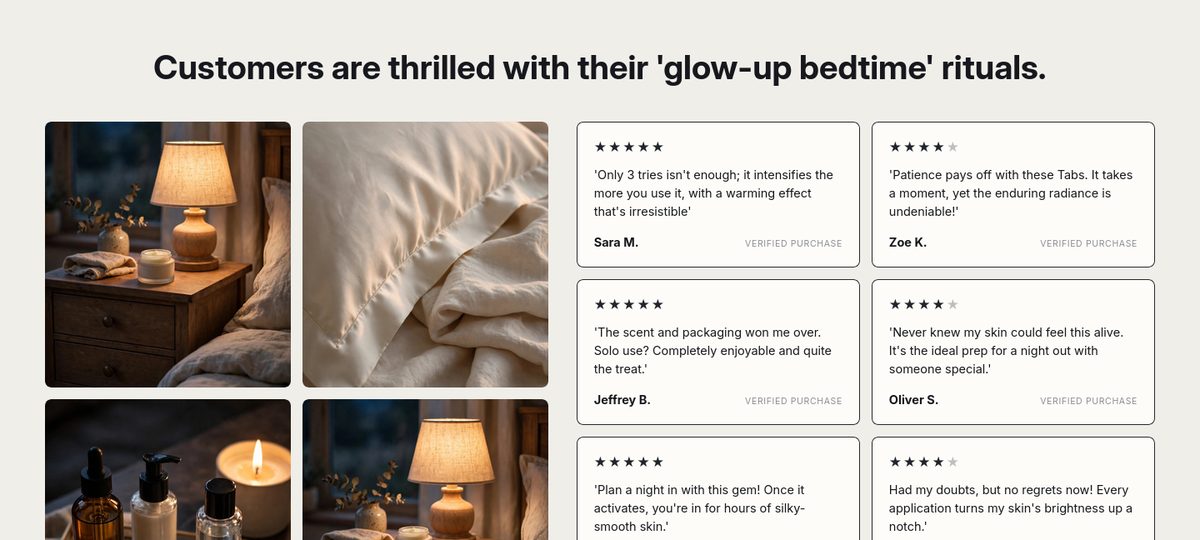 Customers are thrilled with their 'glow-up bedtime' rituals.
★★★★★
'Only 3 tries isn't enough; it intensifies the
more you use it, with a warming effect
that's irresistible'
Sara M.
VERIFIED PURCHASE
★★★★★
'Patience pays off with these Tabs. It takes
a moment, yet the enduring radiance is
undeniable!'
Zoe K.
VERIFIED PURCHASE
★★★★★
'The scent and packaging won me over.
Solo use? Completely enjoyable and quite
the treat.'
Jeffrey B.
VERIFIED PURCHASE
★★★★★
'Never knew my skin could feel this alive.
It's the ideal prep for a night out with
someone special.'
Oliver S.
VERIFIED PURCHASE
★★★★★
'Plan a night in with this gem! Once it
activates, you're in for hours of silky-
smooth skin.'
★★★★★
Had my doubts, but no regrets now! Every
application turns my skin's brightness up a
notch.'